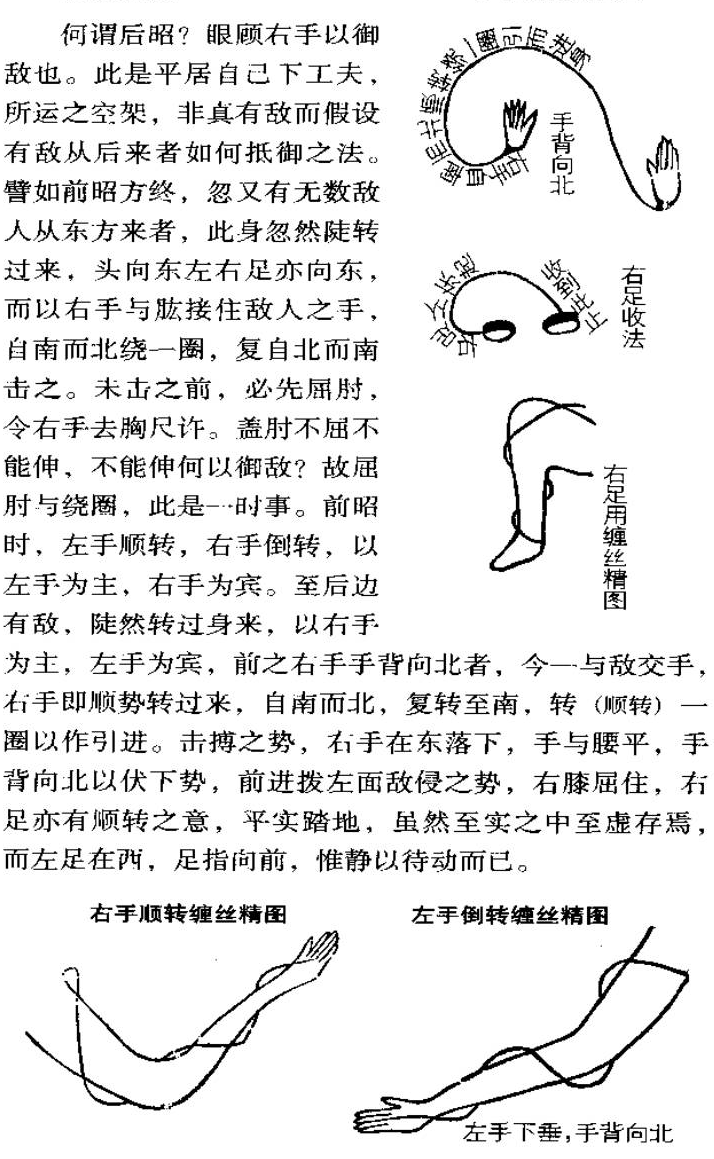 何谓后昭？眼顾右手以御
敌也。此是平居自己下工夫，
所运之空架，非真有敌而假设
有敌从后来者如何抵御之法。
譬如前昭方终，忽又有无数敌
人从东方来者，此身忽然陡转
过来，头向东左右足亦向东，
而以右手与肱接住敌人之手，
自南而北绕一圈，复自北而南
击之。未击之前，必先屈肘，
令右手去胸尺许。盖肘不屈不
能伸，不能伸何以御敌？故屈
肘与绕圈，此是一时事。前昭
时，左手顺转，右手倒转，以
左手为主，右手为宾。至后边
有敌，陡然转过身来，以右手
为主，左手为宾，前之右手手背向北者，今一与敌交手，
右手即顺势转过来，自南而北，复转至南，转（顺转）一
圈以作引进。击搏之势，右手在东落下，手与腰平，手
背向北以伏下势，前进拨左面敌侵之势，右膝屈住，右
足亦有顺转之意，平实踏地，虽然至实之中至虚存焉，
而左足在西，足指向前，惟静以待动而已。
手背向北
右足收法
右足用缠丝精图
右手顺转缠丝精图
左手倒转缠丝精图
左手下垂，手背向北